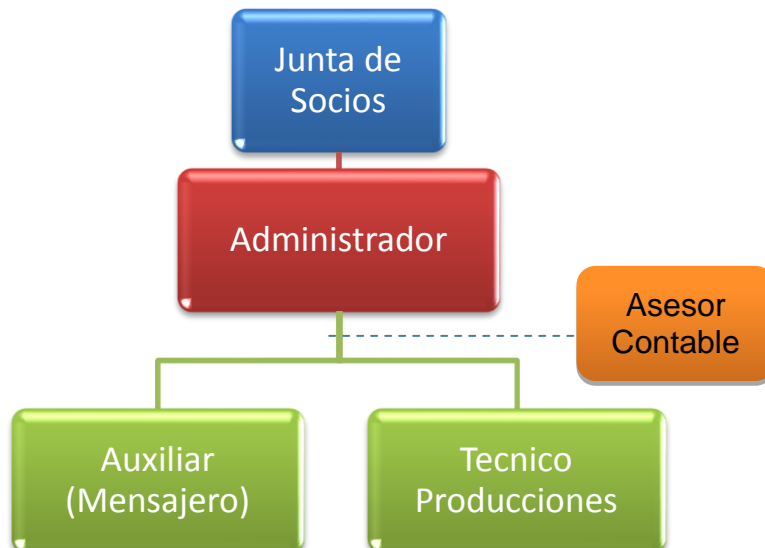 Junta de
Socios
Administrador
Asesor
Contable
Auxiliar
(Mensajero)
Tecnico
Producciones